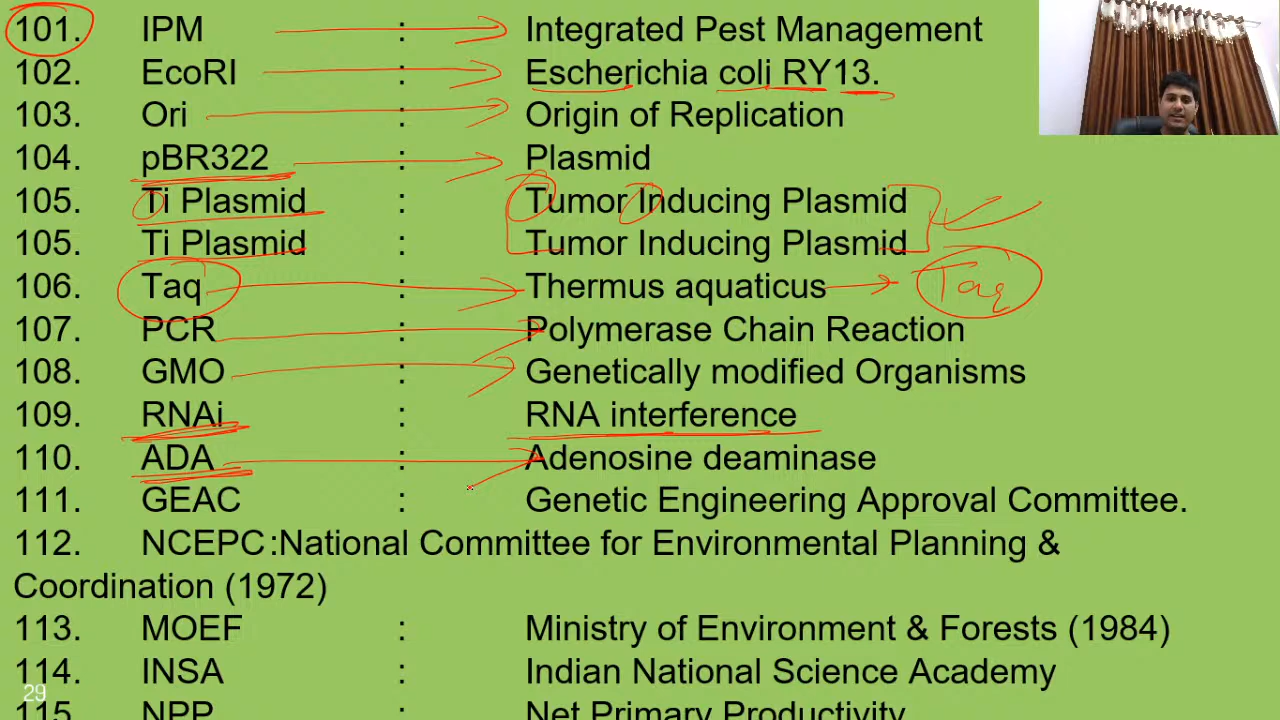 101. IPM : Integrated Pest Management
102. EcoRI : Escherichia coli RY13.
103. Ori : Origin of Replication
104. pBR322 : Plasmid
105. Ti Plasmid : Tumor Inducing Plasmid
105. Ti Plasmid : Tumor Inducing Plasmid
106. Taq : Thermus aquaticus Taq
107. PCR : Polymerase Chain Reaction
108. GMO : Genetically modified Organisms
109. RNAi : RNA interference
110. ADA : Adenosine deaminase
111. GEAC : Genetic Engineering Approval Committee.
112. NCEPC :National Committee for Environmental Planning &
Coordination (1972)
113. MOEF : Ministry of Environment & Forests (1984)
114. INSA : Indian National Science Academy
29
115. NPP : Net Primary Productivity